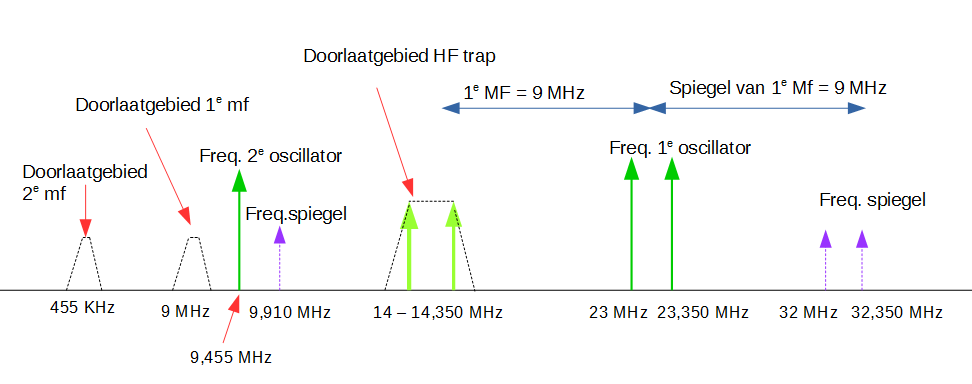 Doorlaatgebied HF trap
1e MF = 9 MHz
Spiegel van 1e Mf = 9 MHz
Doorlaatgebied 1e mf
Freq. 2e oscillator
Freq. 1e oscillator
Doorlaatgebied
2e mf
Freq.spiegel
Freq. spiegel
455 KHz
9 MHz
9,910 MHz
14 – 14,350 MHz
23 MHz
23,350 MHz
32 MHz
32,350 MHz
9,455 MHz